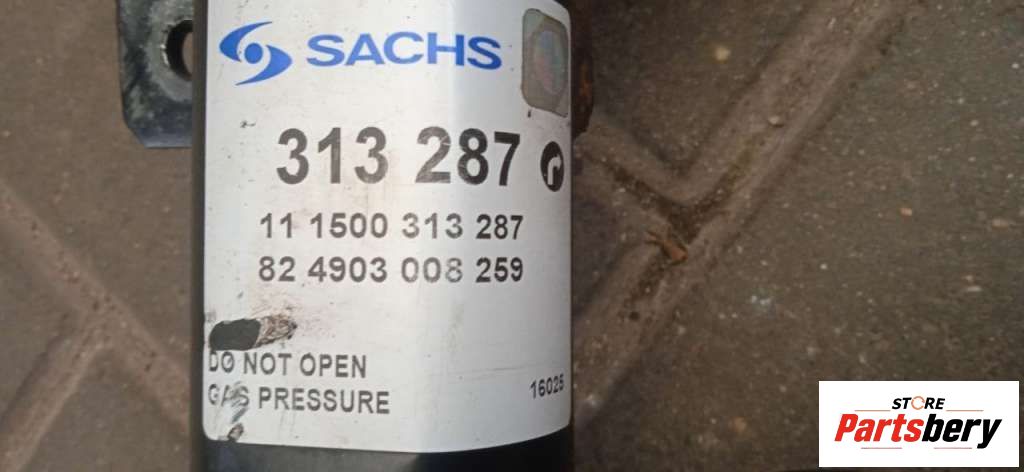 SACHS
313 287 r
11 1500 313 287
82 4903 008 259
DO NOT OPEN
GAS PRESSURE
16025
STORE
Partsbery